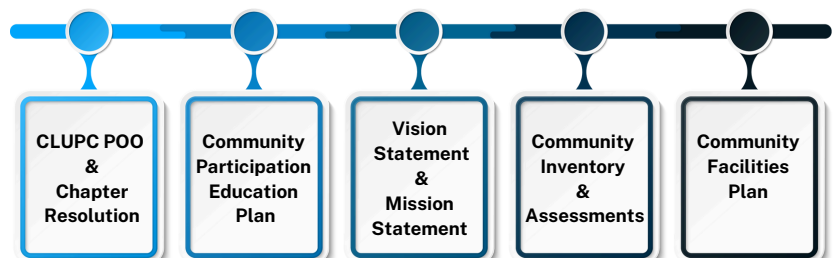 CLUPC POO
&
Chapter
Resolution
Community
Participation
Education
Plan
Vision
Statement
&
Mission
Statement
Community
Inventory
&
Assessments
Community
Facilities
Plan